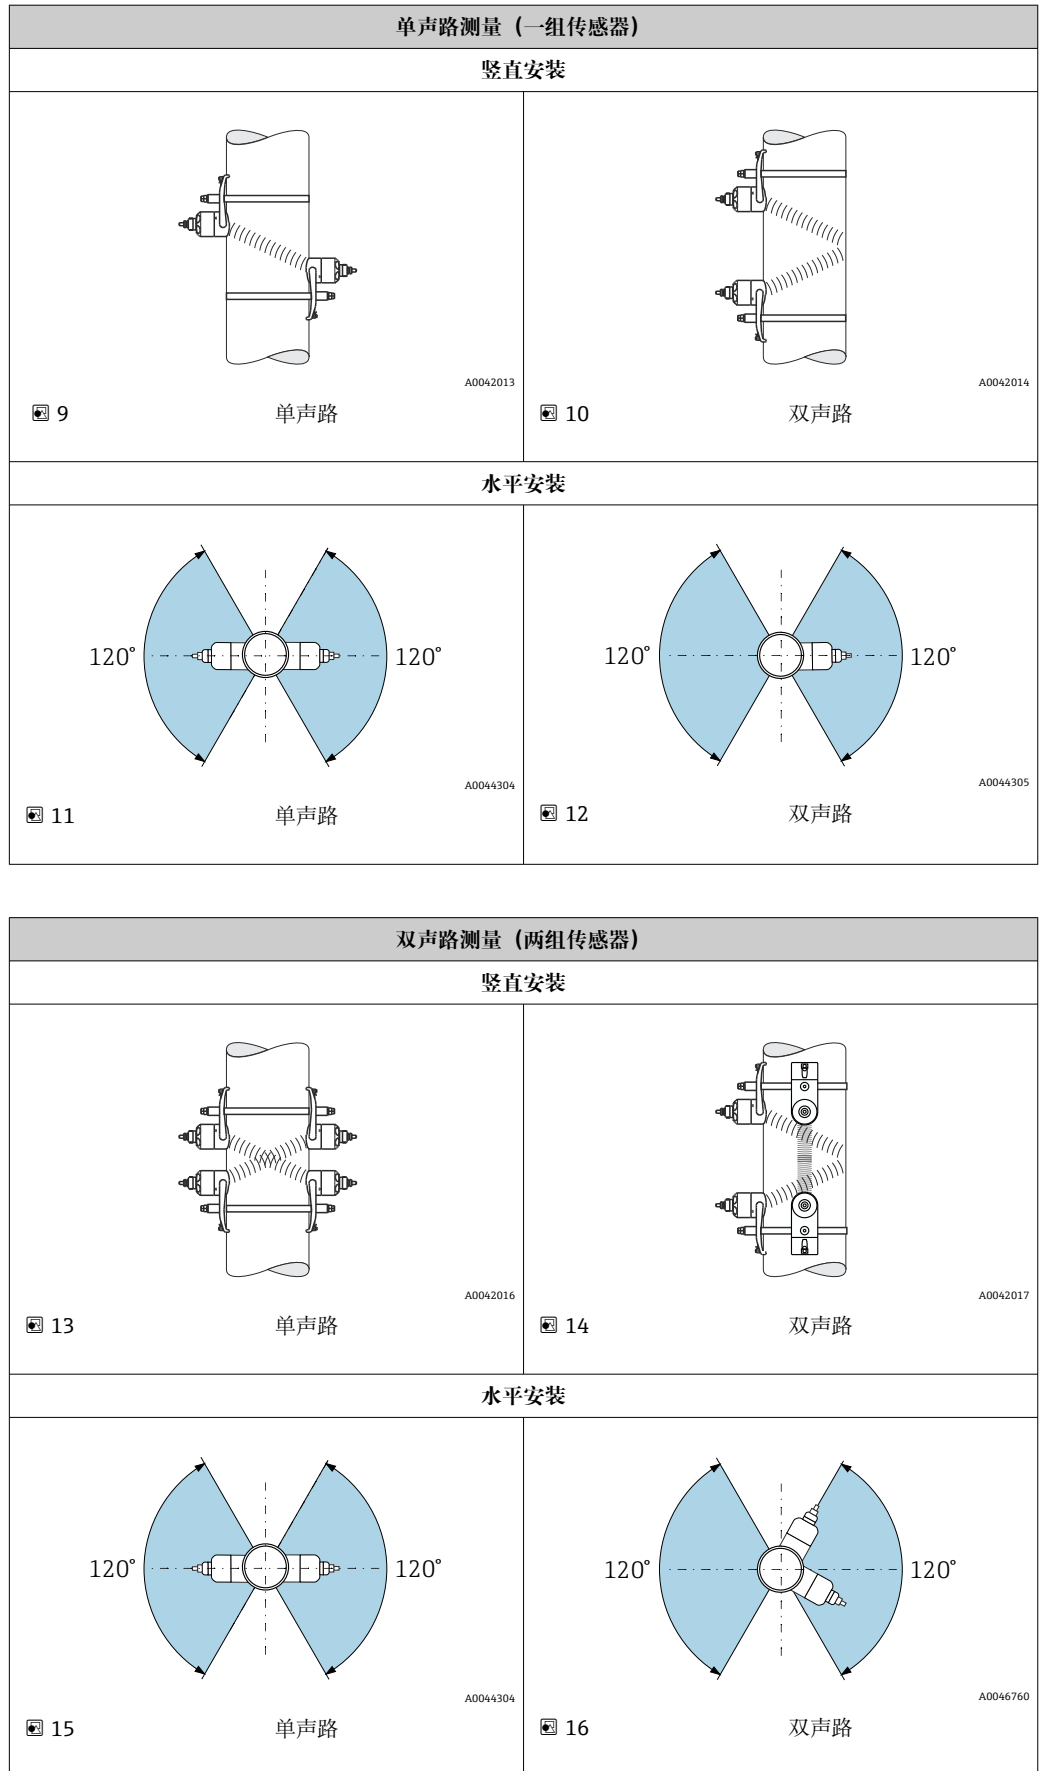 单声路测量（一组传感器）
竖直安装
A0042013
A0042014
9 单声路
10 双声路
水平安装
120° 120°
120° 120°
A0044304
A0044305
11 单声路
12 双声路
双声路测量（两组传感器）
竖直安装
A0042016
A0042017
13 单声路
14 双声路
水平安装
120° 120°
120° 120°
A0044304
A0046760
15 单声路
16 双声路